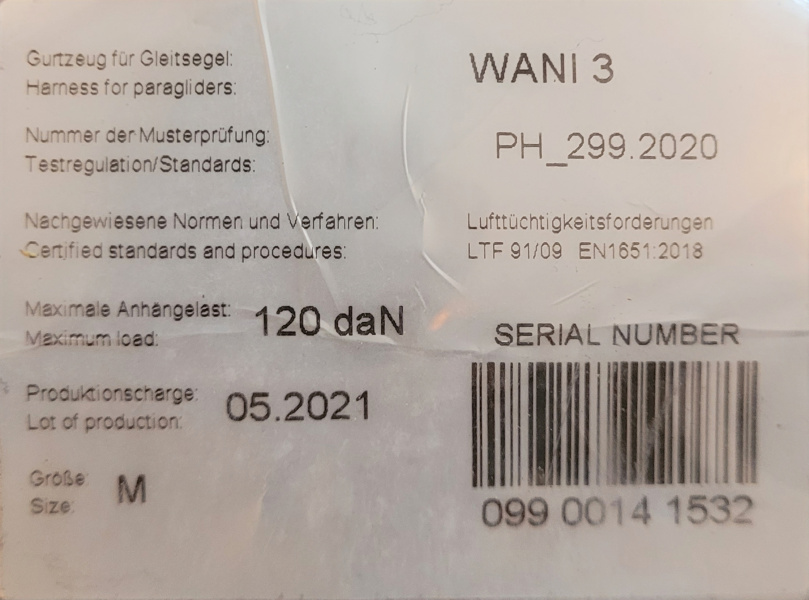 Gurtzeug für Gleitsegel:
Harness for paragliders:
WANI 3
Nummer der Musterprüfung:
Testregulation/Standards:
PH_299.2020
Nachgewiesene Normen und Verfahren:
Certified standards and procedures:
Lufttüchtigkeitsforderungen
LTF 91/09 EN1651:2018
Maximale Anhängelast:
Maximum load:
120 daN
Produktionscharge:
Lot of production:
05.2021
Größe:
Size:
M
SERIAL NUMBER
099 0014 1532